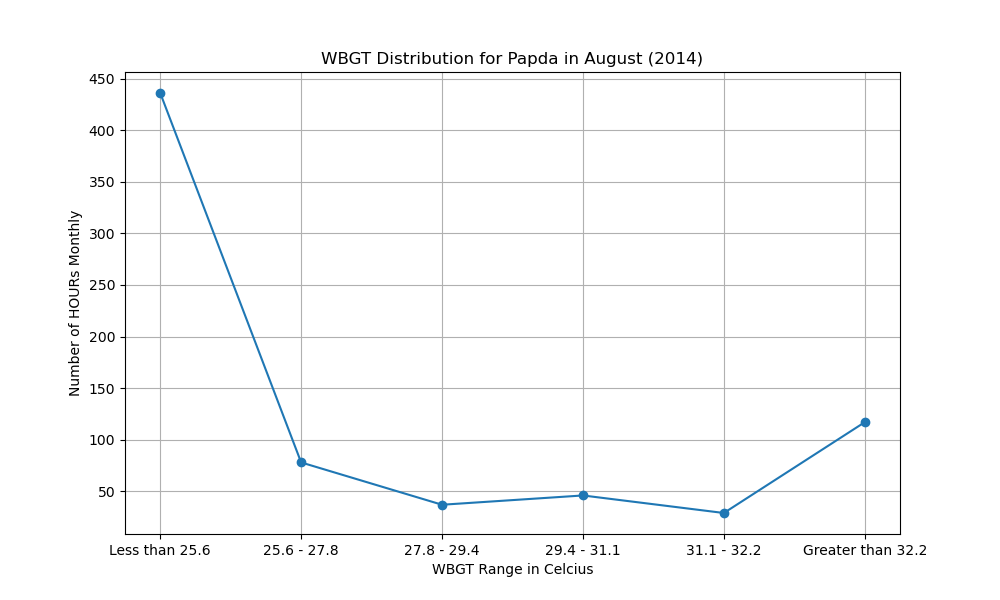 WBGT Distribution for Papda in August (2014)
Number of HOURs Monthly
450
400
350
300
250
200
150
100
50
Less than 25.6
25.6 - 27.8
27.8 - 29.4
29.4 - 31.1
31.1 - 32.2
Greater than 32.2
WBGT Range in Celcius